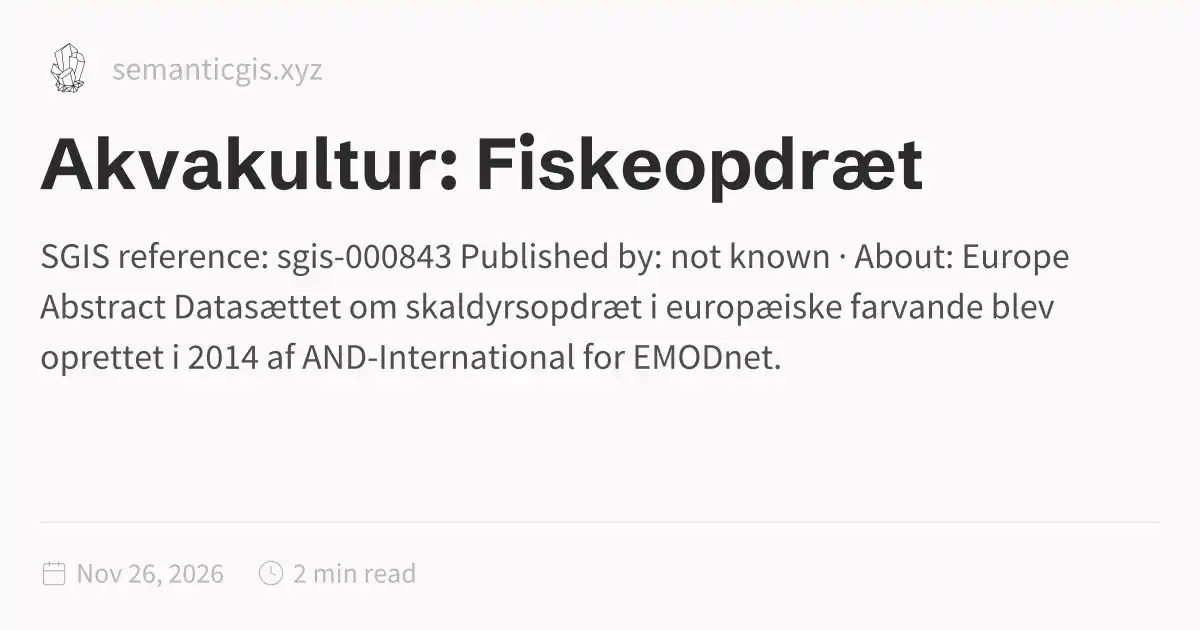 semanticgis.xyz
Akvakultur: Fiskeopdræt
SGIS reference: sgis-000843 Published by: not known · About: Europe
Abstract Datasættet om skaldyrsopdræt i europæiske farvande blev
oprettet i 2014 af AND-International for EMODnet.
Nov 26, 2026 2 min read